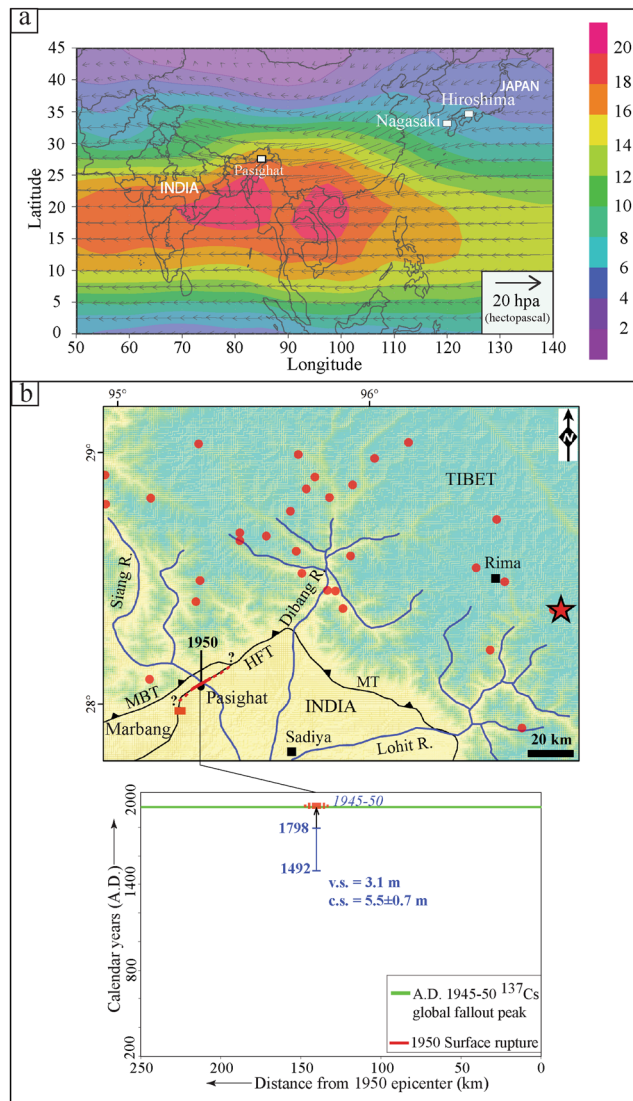 a
45
40
35
30
25
20
15
10
5
0
Latitude
50
60
70
80
90
100
110
120
130
140
Longitude
JAPAN
Hiroshima
Nagasaki
Pasighat
INDIA
20 hpa
(hectopascal)
20
18
16
14
12
10
8
6
4
2
b
95°
96°
29°
28°
N
TIBET
Rima
Siang R.
Dibang R.
1950
?
HFT
?
MBT
Pasighat
MT
INDIA
Marbang
Sadiya
Lohit R.
20 km
2000
1400
800
200
Calendar years (A.D.)
1945-50
1798
1492
v.s. = 3.1 m
c.s. = 5.5±0.7 m
A.D. 1945-50 ¹³⁷Cs
global fallout peak
1950 Surface rupture
250
200
150
100
50
0
Distance from 1950 epicenter (km)